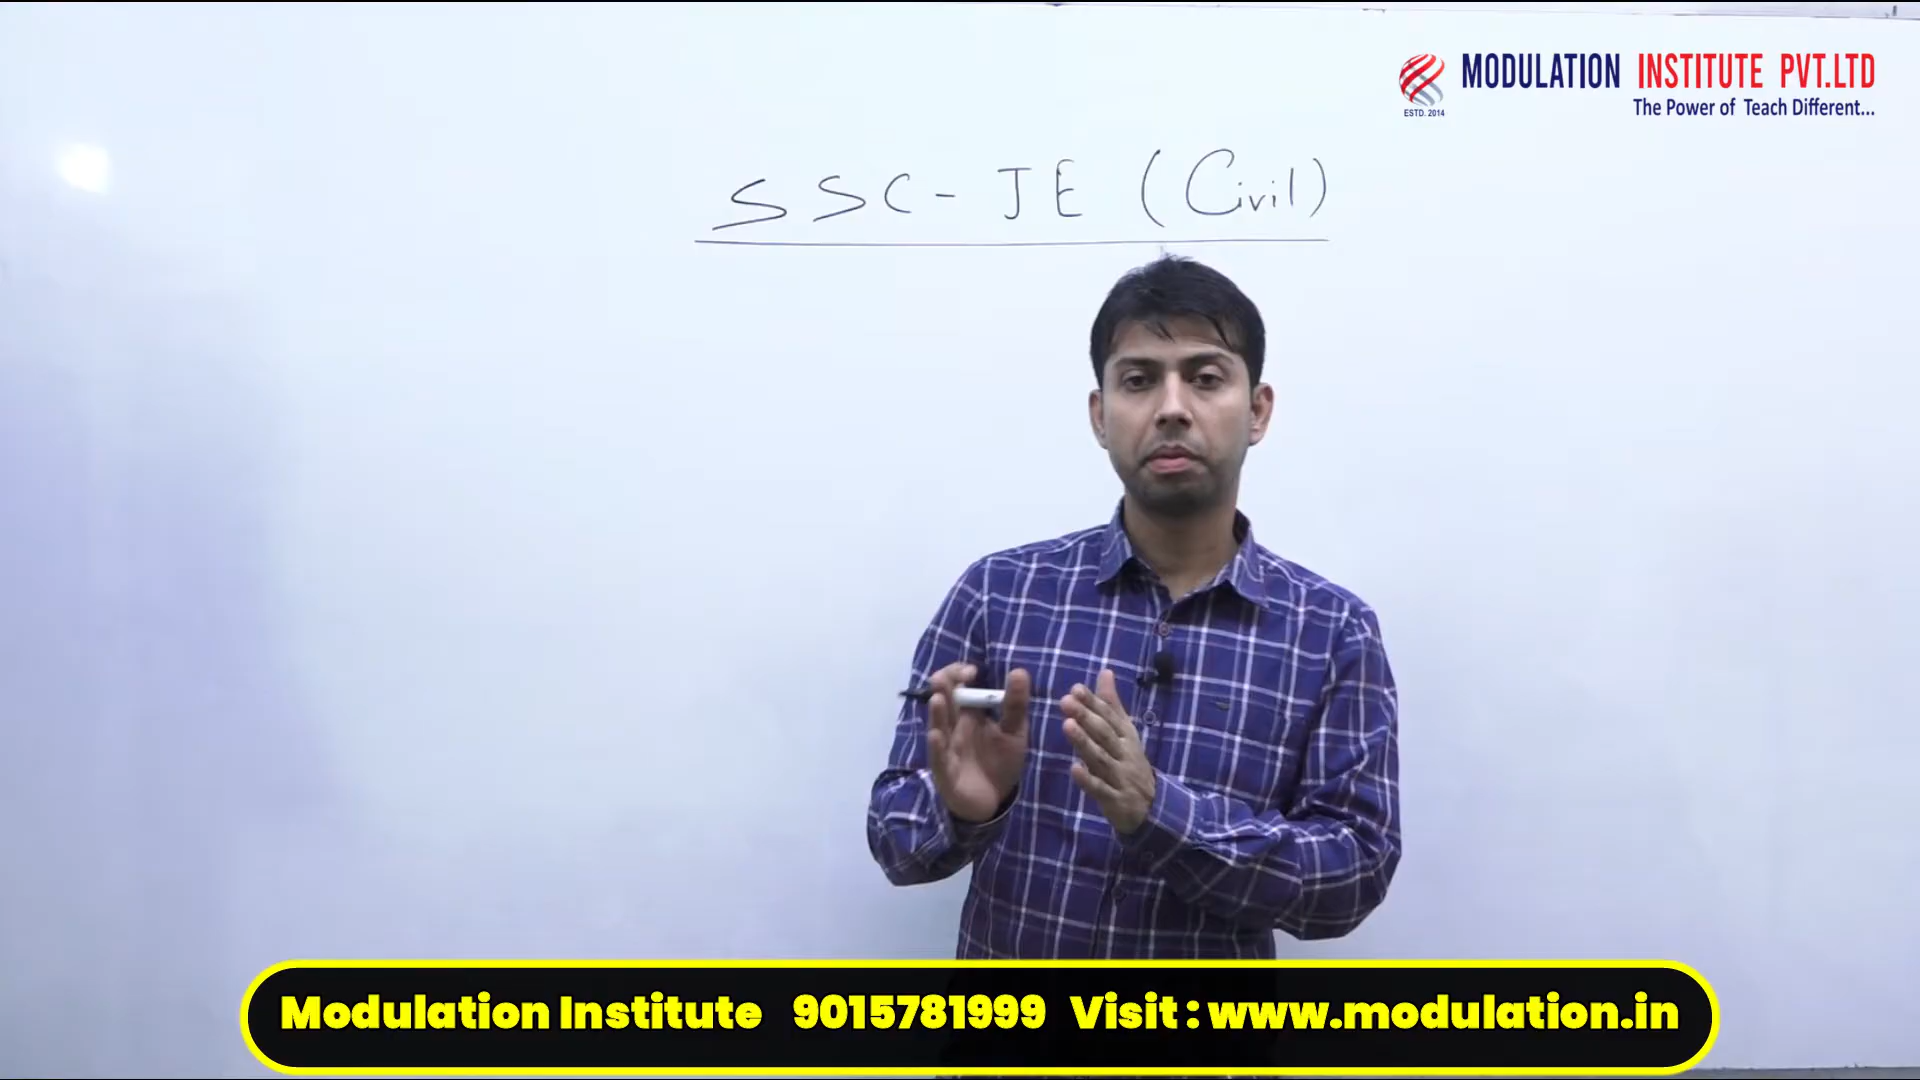 MODULATION INSTITUTE PVT.LTD
The Power of Teach Different...
ESTD. 2014
SSC-JE (Civil)
Modulation Institute 9015781999 Visit : www.modulation.in